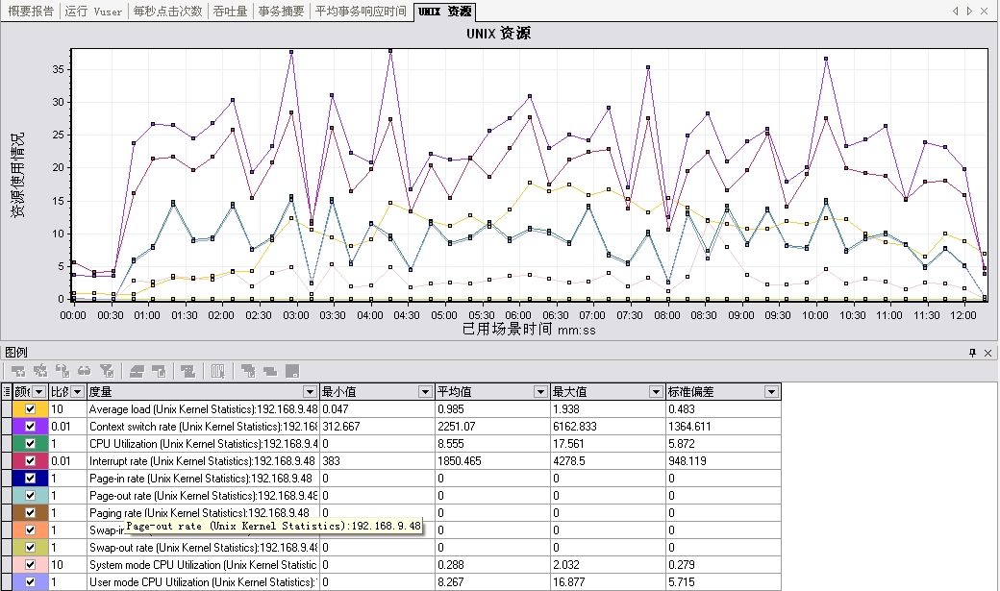 概要报告 运行 Vuser 每秒点击次数 吞吐量 事务摘要 平均事务响应时间 UNIX 资源
UNIX 资源
资源使用情况
35
30
25
20
15
10
5
0
00:00 00:30 01:00 01:30 02:00 02:30 03:00 03:30 04:00 04:30 05:00 05:30 06:00 06:30 07:00 07:30 08:00 08:30 09:00 09:30 10:00 10:30 11:00 11:30 12:00
已用场景时间 mm:ss
图例
颜 比例 度量 最小值 平均值 最大值 标准偏差
10 Average load (Unix Kernel Statistics):192.168.9.48 0.047 0.985 1.938 0.483
0.01 Context switch rate (Unix Kernel Statistics):192.168 312.667 2251.07 6162.833 1364.611
1 CPU Utilization (Unix Kernel Statistics):192.168.9.4 0 8.555 17.561 5.872
0.01 Interrupt rate (Unix Kernel Statistics):192.168.9.48 383 1850.465 4278.5 948.119
1 Page-in rate (Unix Kernel Statistics):192.168.9.48 0 0 0 0
1 Page-out rate (Unix Kernel Statistics):192.168.9.48 0 0 0 0
1 Paging rate (Unix Kernel Statistics):192.168.9.48 0 0 0 0
Page-out rate (Unix Kernel Statistics):192.168.9.48
1 Swap-in 0 0 0 0
1 Swap-out rate (Unix Kernel Statistics):192.168.9.48 0 0 0 0
10 System mode CPU Utilization (Unix Kernel Statistic 0 0.288 2.032 0.279
1 User mode CPU Utilization (Unix Kernel Statistics): 0 8.267 16.877 5.715